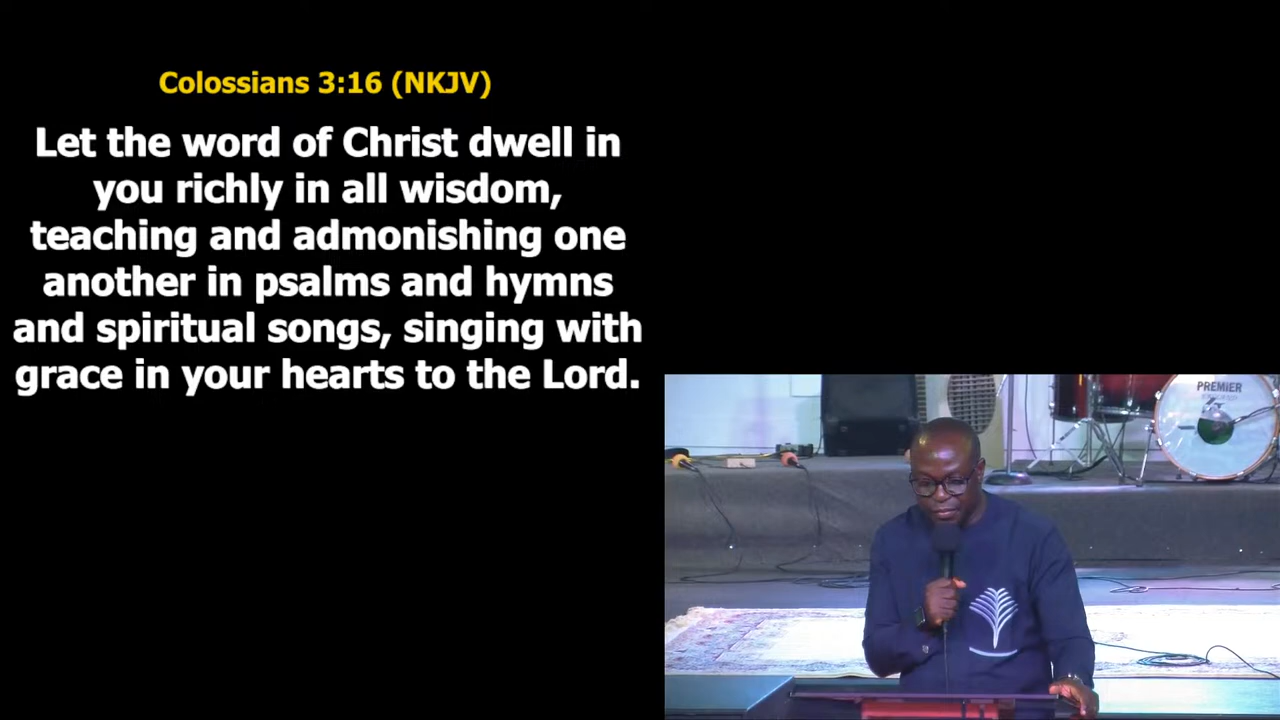 Colossians 3:16 (NKJV)
Let the word of Christ dwell in
you richly in all wisdom,
teaching and admonishing one
another in psalms and hymns
and spiritual songs, singing with
grace in your hearts to the Lord.
PREMIER